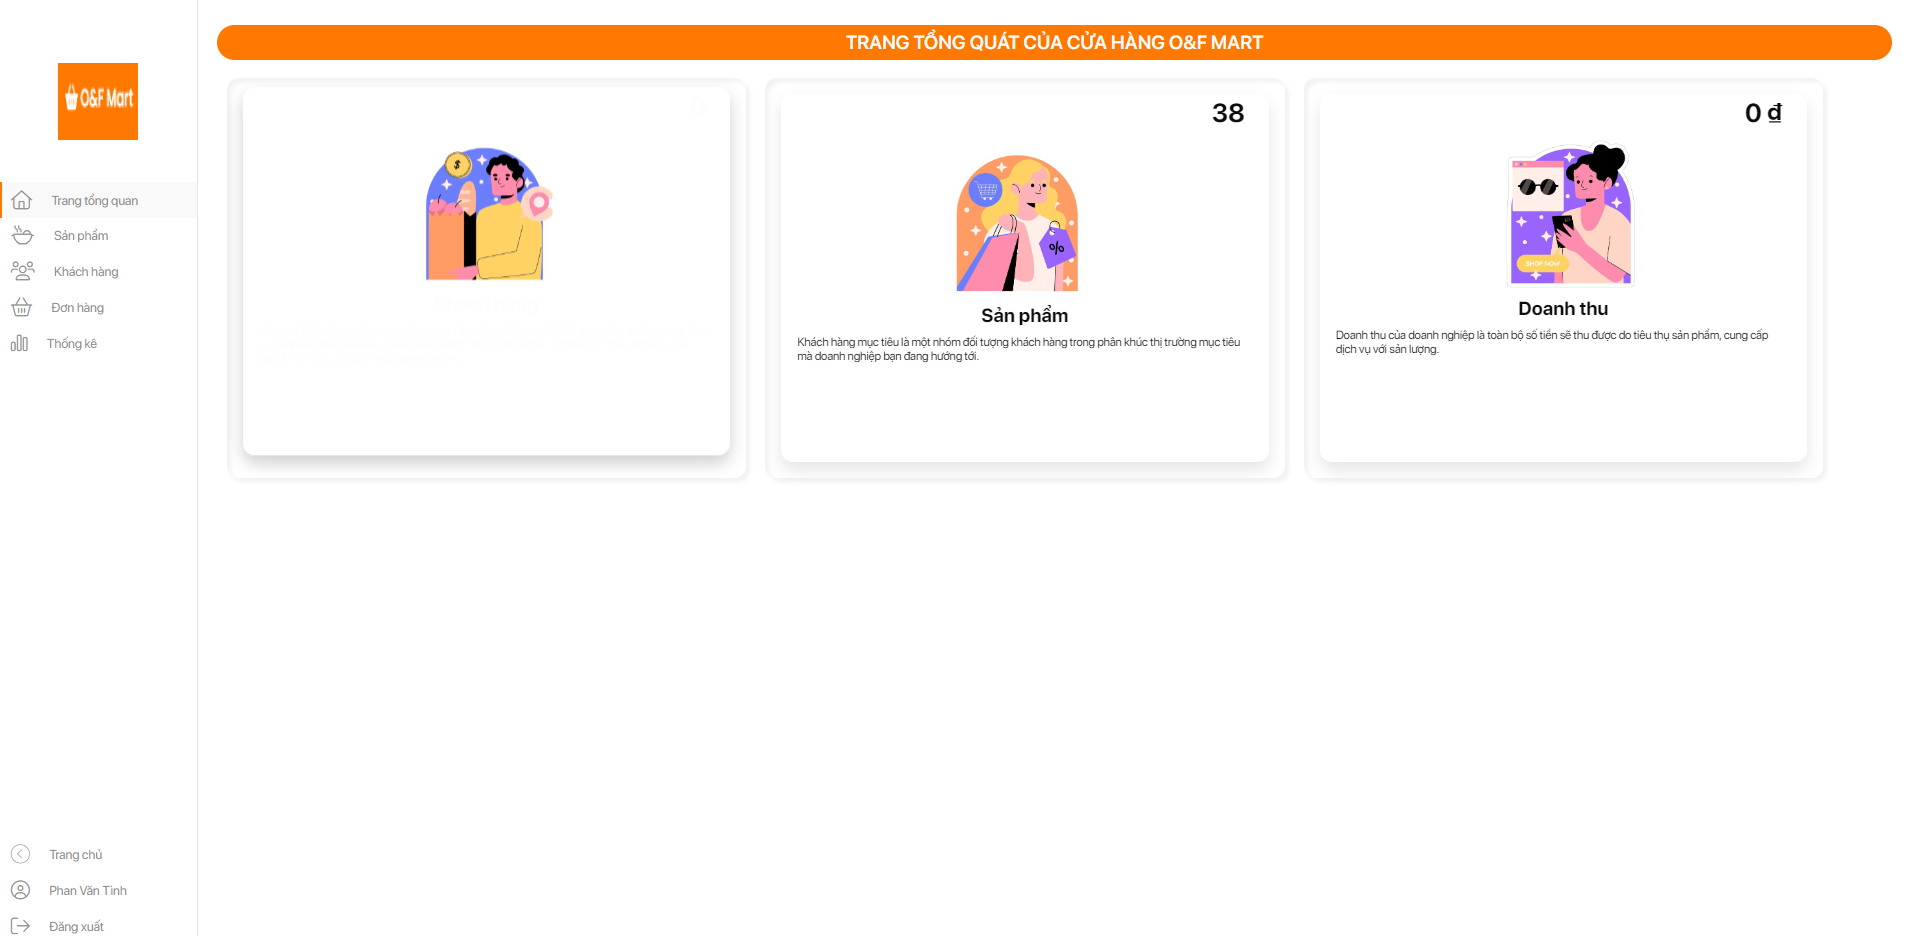 O&F Mart
Trang tổng quan
Sản phẩm
Khách hàng
Đơn hàng
Thống kê
Trang chủ
Phan Văn Tình
Đăng xuất
TRANG TỔNG QUÁT CỦA CỬA HÀNG O&F MART
38
%
Sản phẩm
Khách hàng mục tiêu là một nhóm đối tượng khách hàng trong phân khúc thị trường mục tiêu
mà doanh nghiệp bạn đang hướng tới.
0 ₫
SHOP NOW
Doanh thu
Doanh thu của doanh nghiệp là toàn bộ số tiền sẽ thu được do tiêu thụ sản phẩm, cung cấp
dịch vụ với sản lượng.